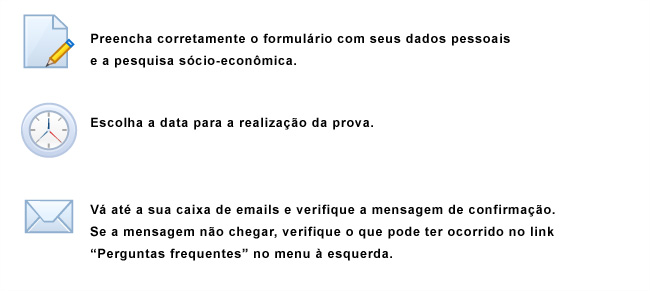 Preencha corretamente o formulário com seus dados pessoais
e a pesquisa sócio-econômica.
Escolha a data para a realização da prova.
Vá até a sua caixa de emails e verifique a mensagem de confirmação.
Se a mensagem não chegar, verifique o que pode ter ocorrido no link
“Perguntas frequentes” no menu à esquerda.